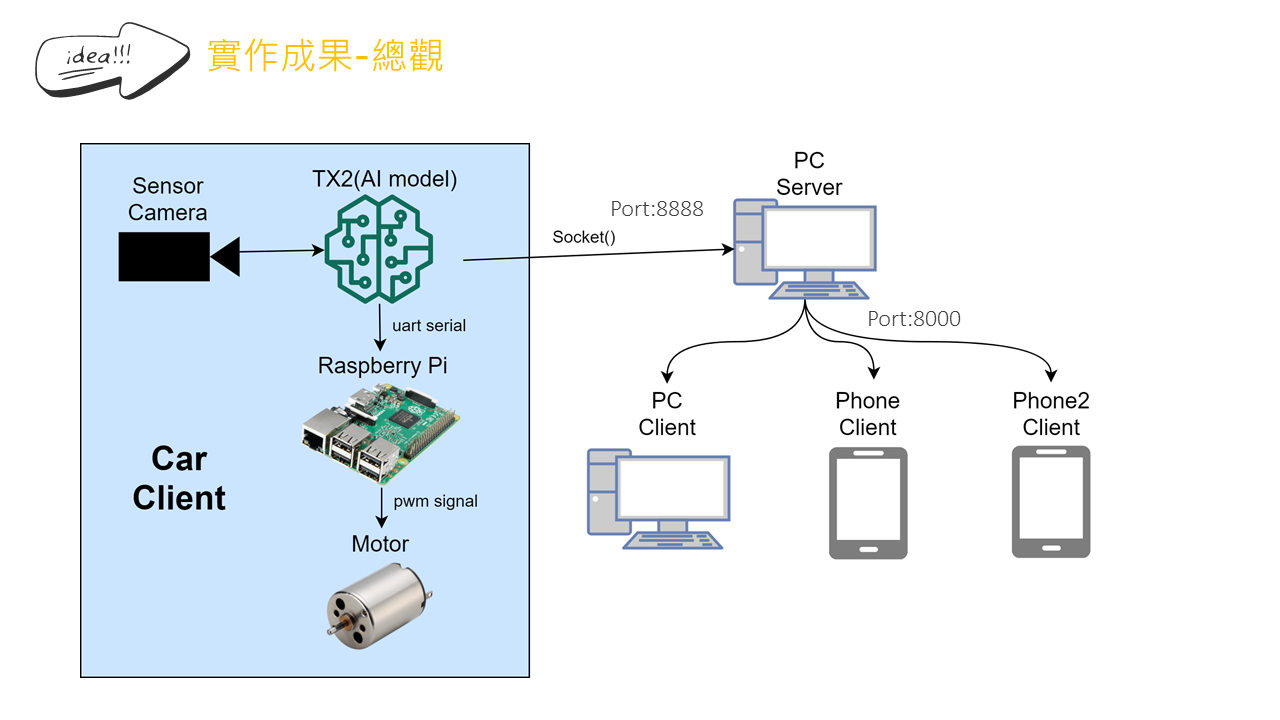 idea!!!
實作成果-總觀
Sensor
Camera
TX2(AI model)
uart serial
Raspberry Pi
pwm signal
Motor
Car
Client
Socket()
Port:8888
PC
Server
Port:8000
PC
Client
Phone
Client
Phone2
Client